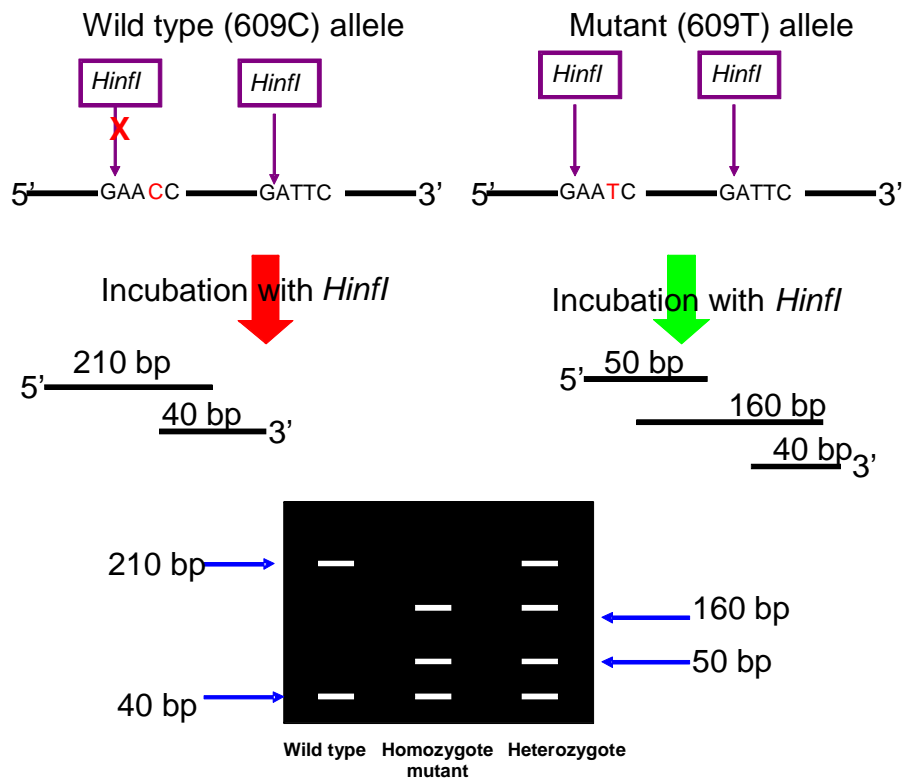 Wild type (609C) allele
Mutant (609T) allele
HinfI
HinfI
HinfI
HinfI
X
5’ GAACC GATTC 3’
5’ GAATC GATTC 3’
Incubation with HinfI
Incubation with HinfI
210 bp
5’
40 bp
3’
50 bp
5’
160 bp
40 bp
3’
210 bp
160 bp
50 bp
40 bp
Wild type
Homozygote
mutant
Heterozygote